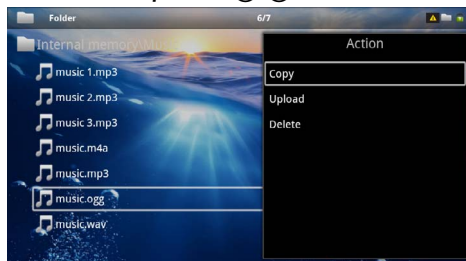 Folder 6/7
Internal memory\Mus
music 1.mp3
music 2.mp3
music 3.mp3
music.m4a
music.mp3
music.ogg
music.wav
Action
Copy
Upload
Delete